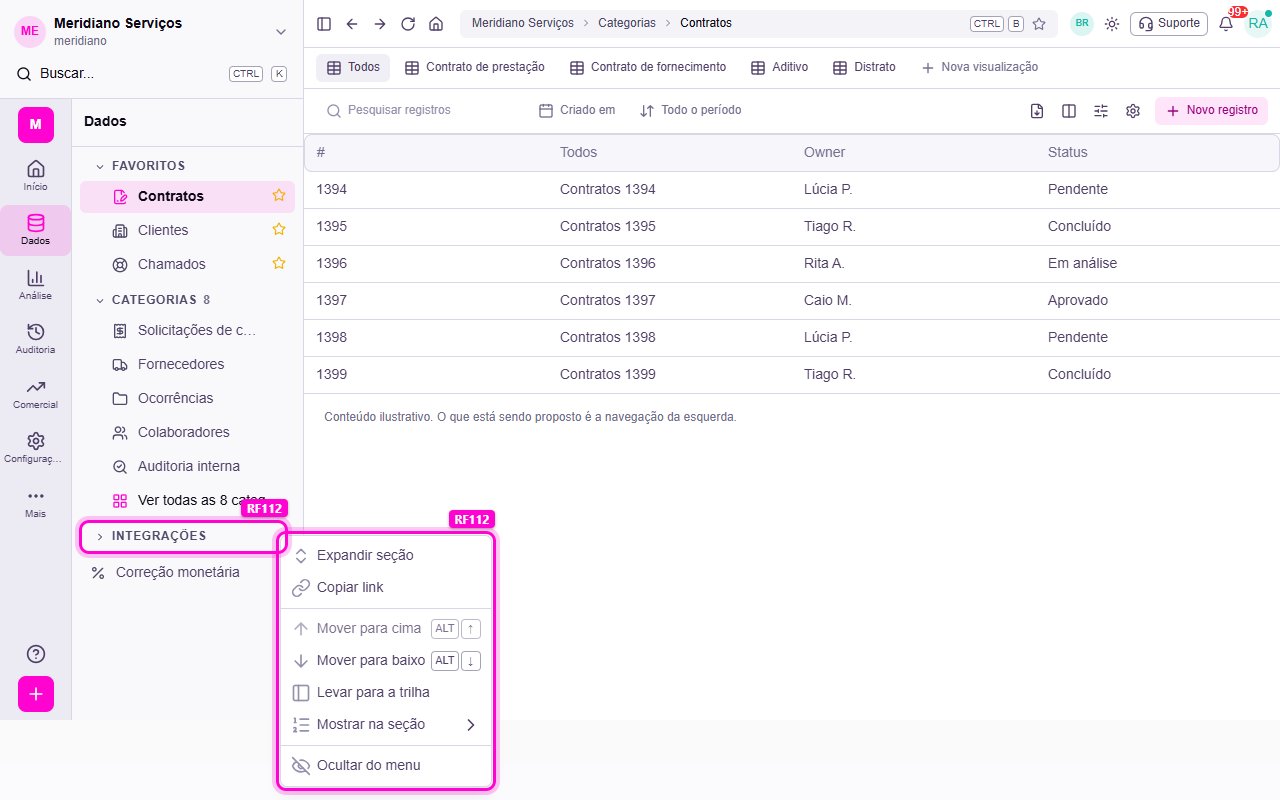 ME
Meridiano Serviços
meridiano
Buscar...
CTRL K
M
Início
Dados
Análise
Auditoria
Comercial
Configuraç...
Mais
Dados
FAVORITOS
Contratos
Clientes
Chamados
CATEGORIAS 8
Solicitações de c...
Fornecedores
Ocorrências
Colaboradores
Auditoria interna
Ver todas as 8 categ
RF112
INTEGRAÇÕES
Correção monetária
Meridiano Serviços > Categorias > Contratos
CTRL B
BR
Suporte
99+
RA
Todos
Contrato de prestação
Contrato de fornecimento
Aditivo
Distrato
Nova visualização
Pesquisar registros
Criado em
Todo o período
Novo registro
# Todos Owner Status
1394 Contratos 1394 Lúcia P. Pendente
1395 Contratos 1395 Tiago R. Concluído
1396 Contratos 1396 Rita A. Em análise
1397 Contratos 1397 Caio M. Aprovado
1398 Contratos 1398 Lúcia P. Pendente
1399 Contratos 1399 Tiago R. Concluído
Conteúdo ilustrativo. O que está sendo proposto é a navegação da esquerda.
RF112
Expandir seção
Copiar link
Mover para cima ALT ↑
Mover para baixo ALT ↓
Levar para a trilha
Mostrar na seção
Ocultar do menu